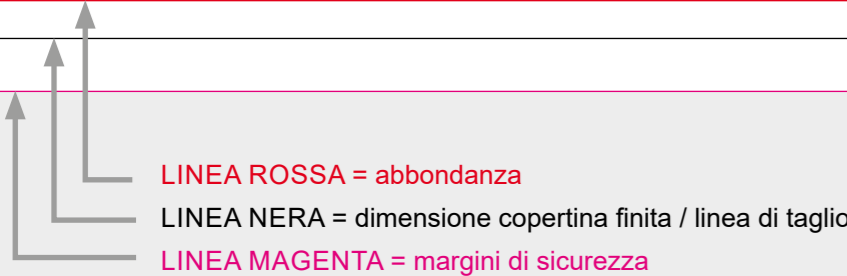 LINEA ROSSA = abbondanza
LINEA NERA = dimensione copertina finita / linea di taglio
LINEA MAGENTA = margini di sicurezza